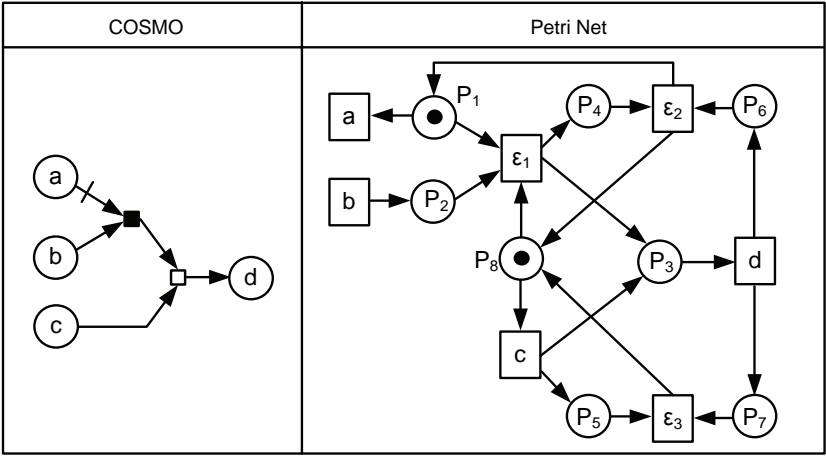 COSMO
Petri Net
a
b
c
d
a
P₁
P₄
ε₂
P₆
b
P₂
ε₁
P₈
P₃
d
c
P₅
ε₃
P₇